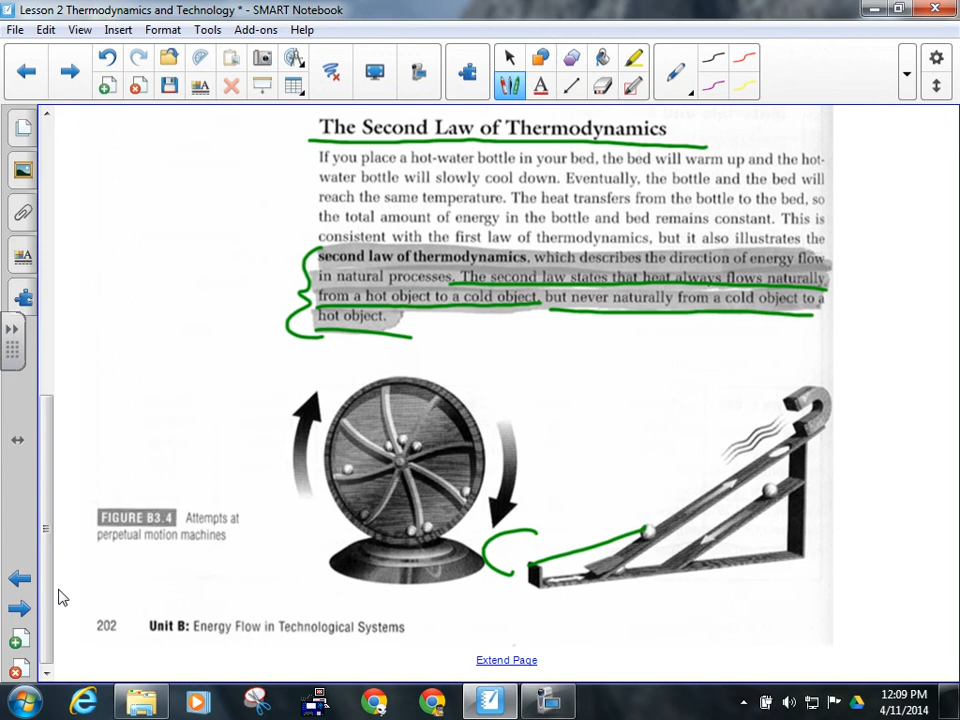 Lesson 2 Thermodynamics and Technology * - SMART Notebook
File Edit View Insert Format Tools Add-ons Help
The Second Law of Thermodynamics
If you place a hot-water bottle in your bed, the bed will warm up and the hot-
water bottle will slowly cool down. Eventually, the bottle and the bed will
reach the same temperature. The heat transfers from the bottle to the bed, so
the total amount of energy in the bottle and bed remains constant. This is
consistent with the first law of thermodynamics, but it also illustrates the
second law of thermodynamics, which describes the direction of energy flow
in natural processes. The second law states that heat always flows naturally
from a hot object to a cold object, but never naturally from a cold object to a
hot object.
FIGURE B3.4 Attempts at
perpetual motion machines
202 Unit B: Energy Flow in Technological Systems
Extend Page
12:09 PM
4/11/2014